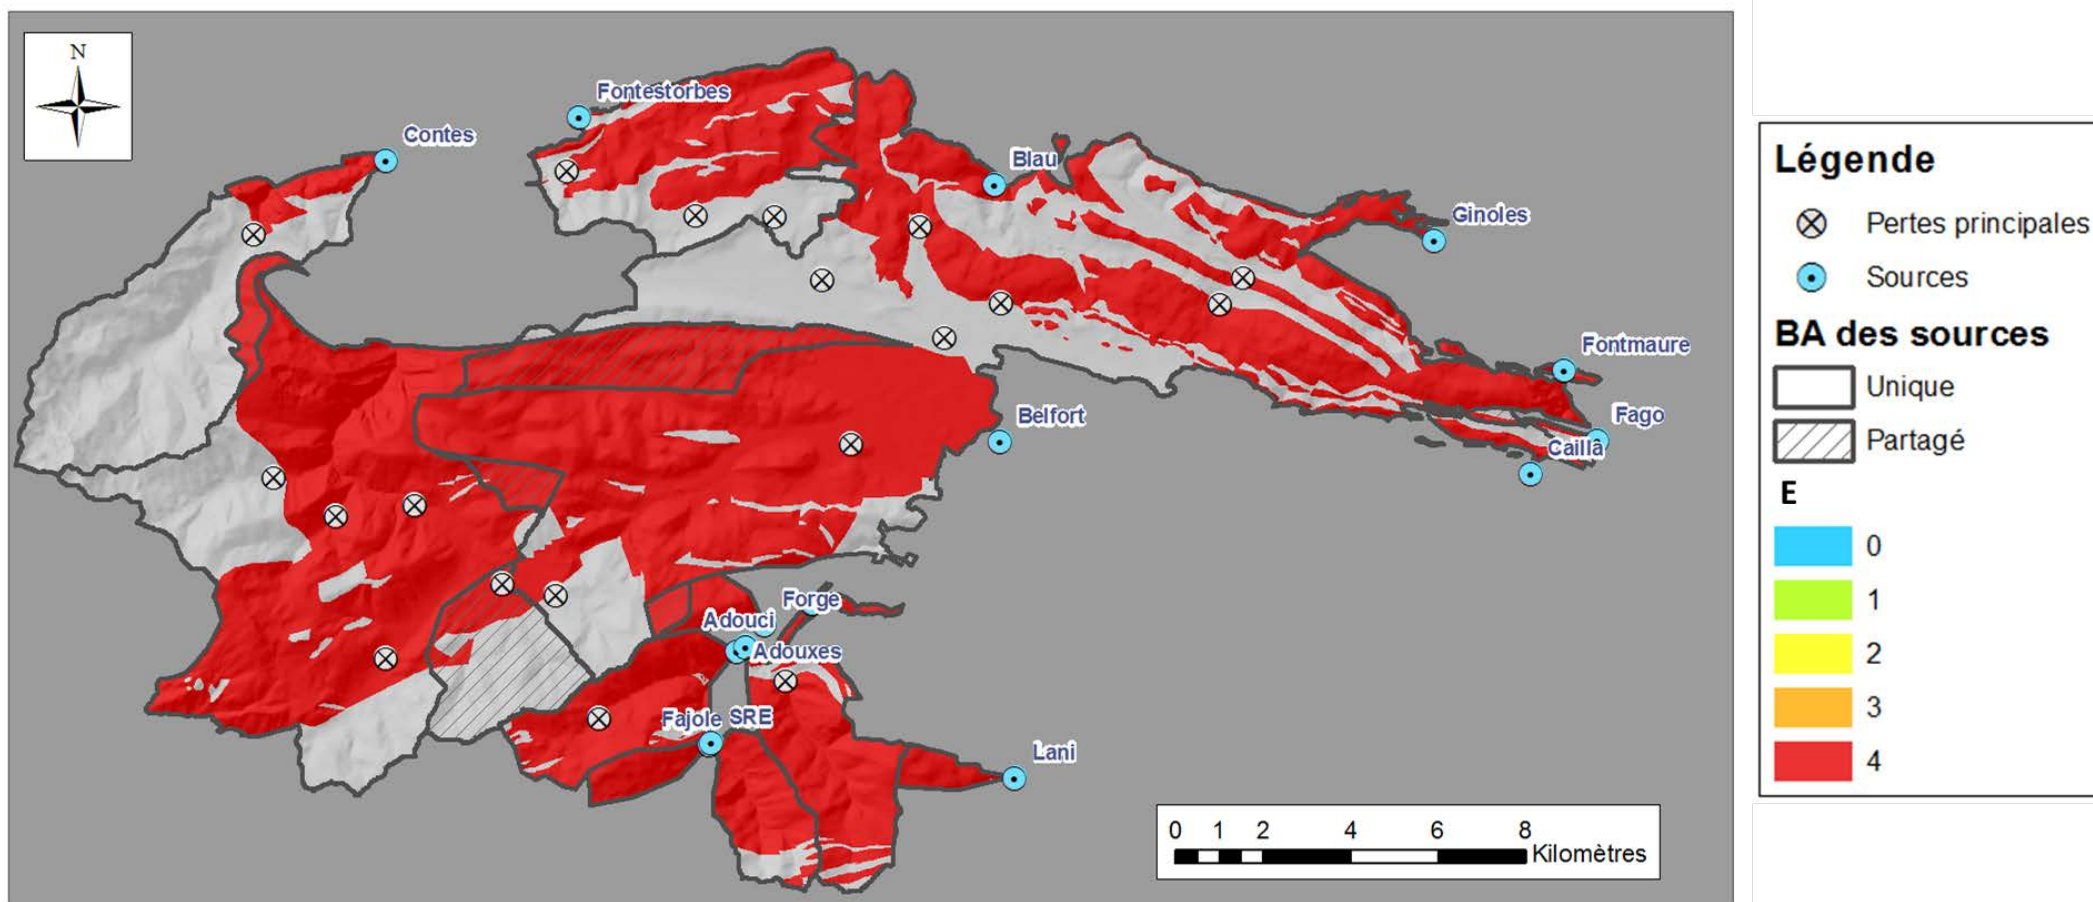 N
Fontestorbes
Contes
Blau
Ginoles
Fontmaure
Fago
Belfort
Caillâ
Forge
Adouci
Adouxes
Fajole SRE
Lani
0 1 2 4 6 8
Kilomètres
Légende
Pertes principales
Sources
BA des sources
Unique
Partagé
E
0
1
2
3
4